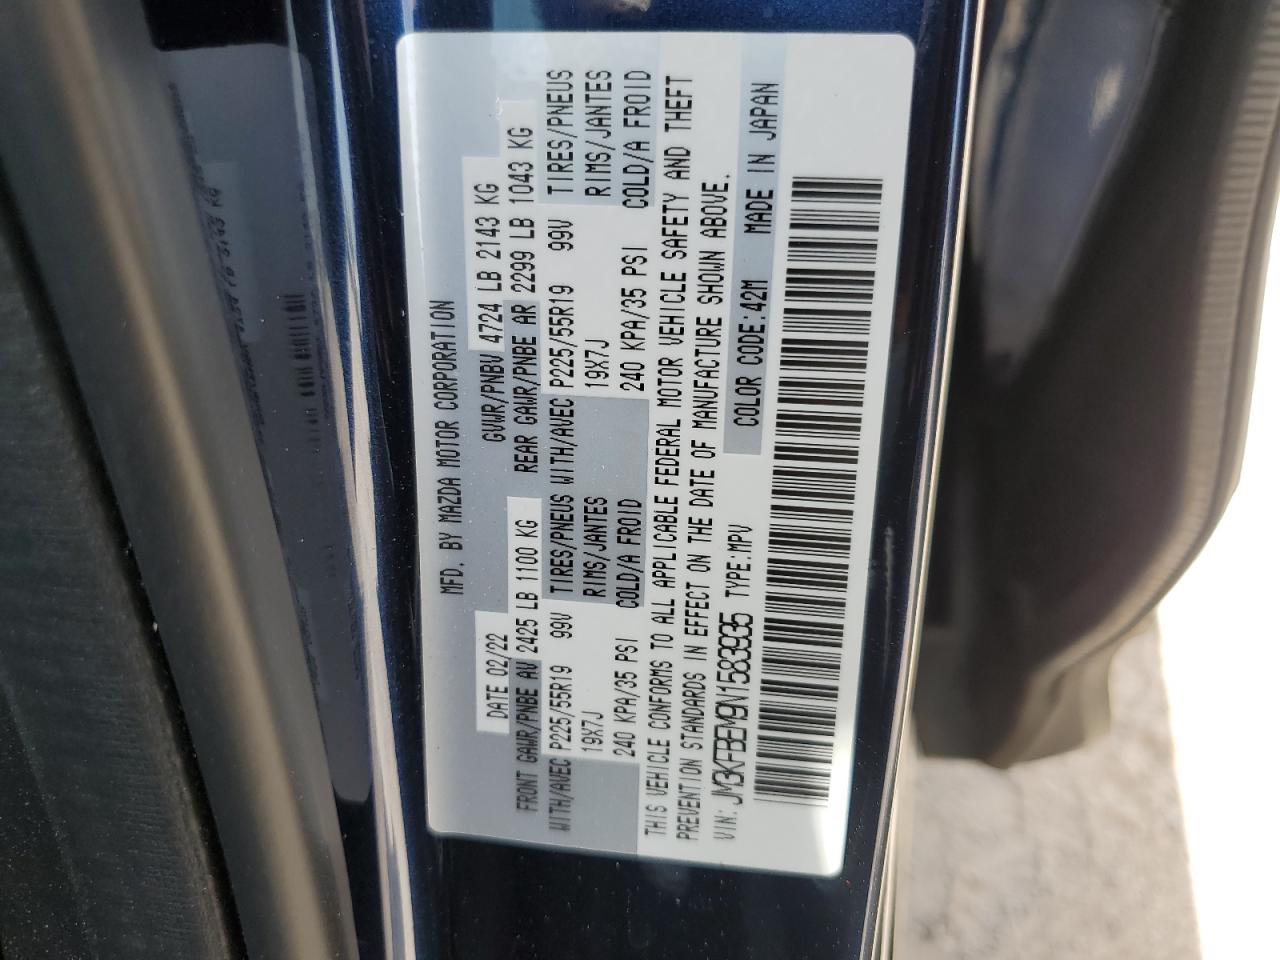 MFD. BY MAZDA MOTOR CORPORATION
DATE 02/22 GVWR/PNBV 4724 LB 2143 KG
FRONT GAWR/PNBE AV 2425 LB 1100 KG REAR GAWR/PNBE AR 2299 LB 1043 KG
WITH/AVEC P225/55R19 99V TIRES/PNEUS WITH/AVEC P225/55R19 99V TIRES/PNEUS
19X7J RIMS/JANTES 19X7J RIMS/JANTES
240 KPA/35 PSI COLD/A FROID 240 KPA/35 PSI COLD/A FROID
THIS VEHICLE CONFORMS TO ALL APPLICABLE FEDERAL MOTOR VEHICLE SAFETY AND THEFT
PREVENTION STANDARDS IN EFFECT ON THE DATE OF MANUFACTURE SHOWN ABOVE.
VIN: JM3KFBEM9N1583935 TYPE:MPV COLOR CODE:42M MADE IN JAPAN